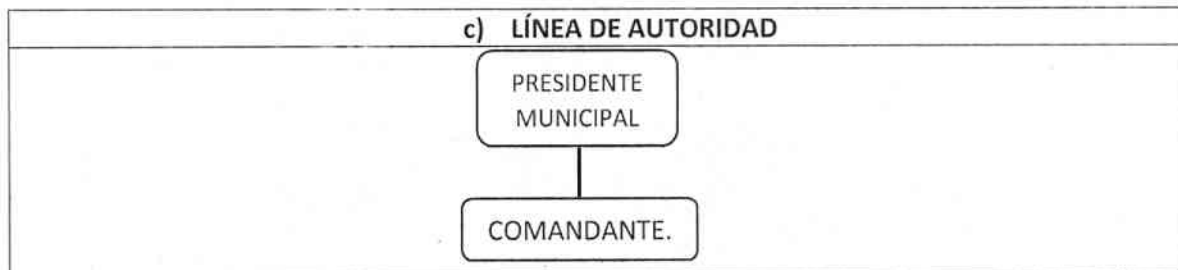 c) LÍNEA DE AUTORIDAD
PRESIDENTE
MUNICIPAL
COMANDANTE.